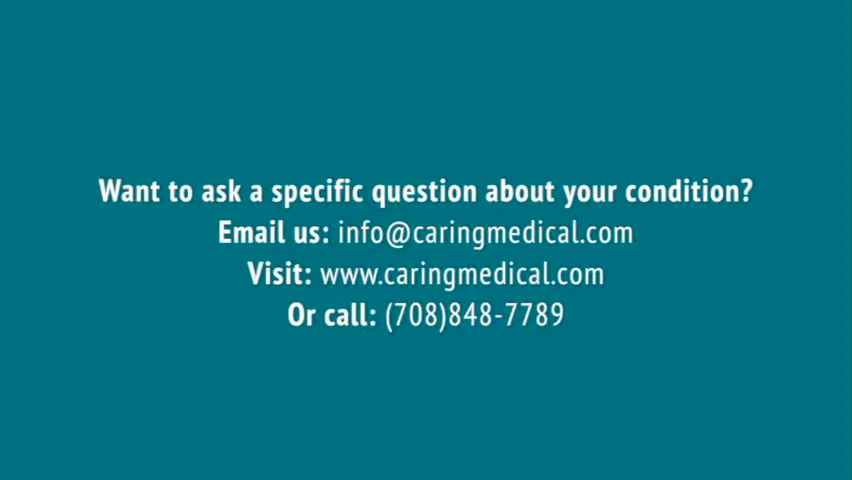 Want to ask a specific question about your condition?
Email us: info@caringmedical.com
Visit: www.caringmedical.com
Or call: (708)848-7789